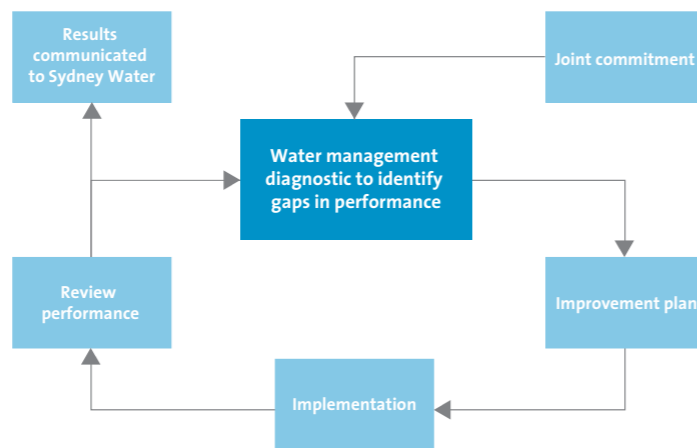 Results
communicated
to Sydney Water
Joint commitment
Water management
diagnostic to identify
gaps in performance
Review
performance
Improvement plan
Implementation